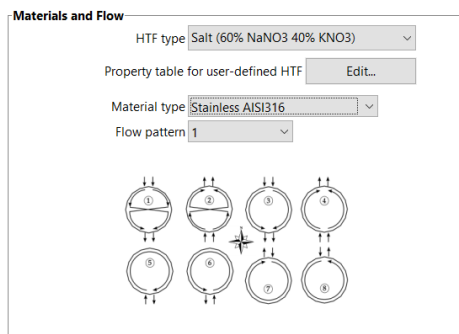 Materials and Flow
HTF type Salt (60% NaNO3 40% KNO3)
Property table for user-defined HTF Edit...
Material type Stainless AISI316
Flow pattern 1
① ② ③ ④
⑤ ⑥ ⑦ ⑧